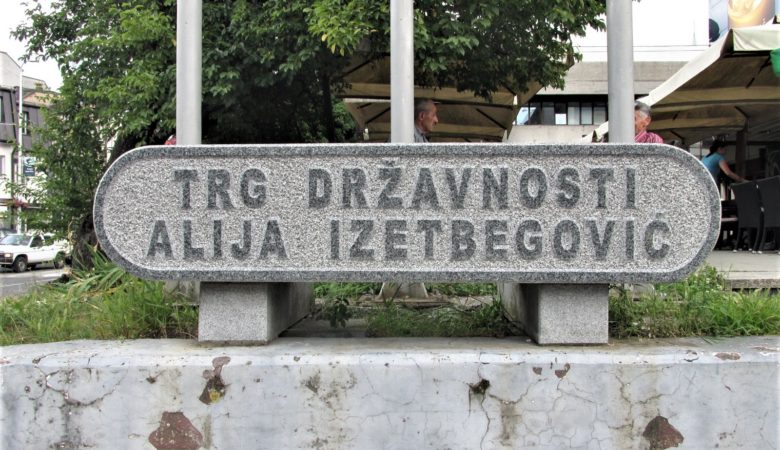 TRG DRŽAVNOSTI
ALIJA IZETBEGOVIĆ